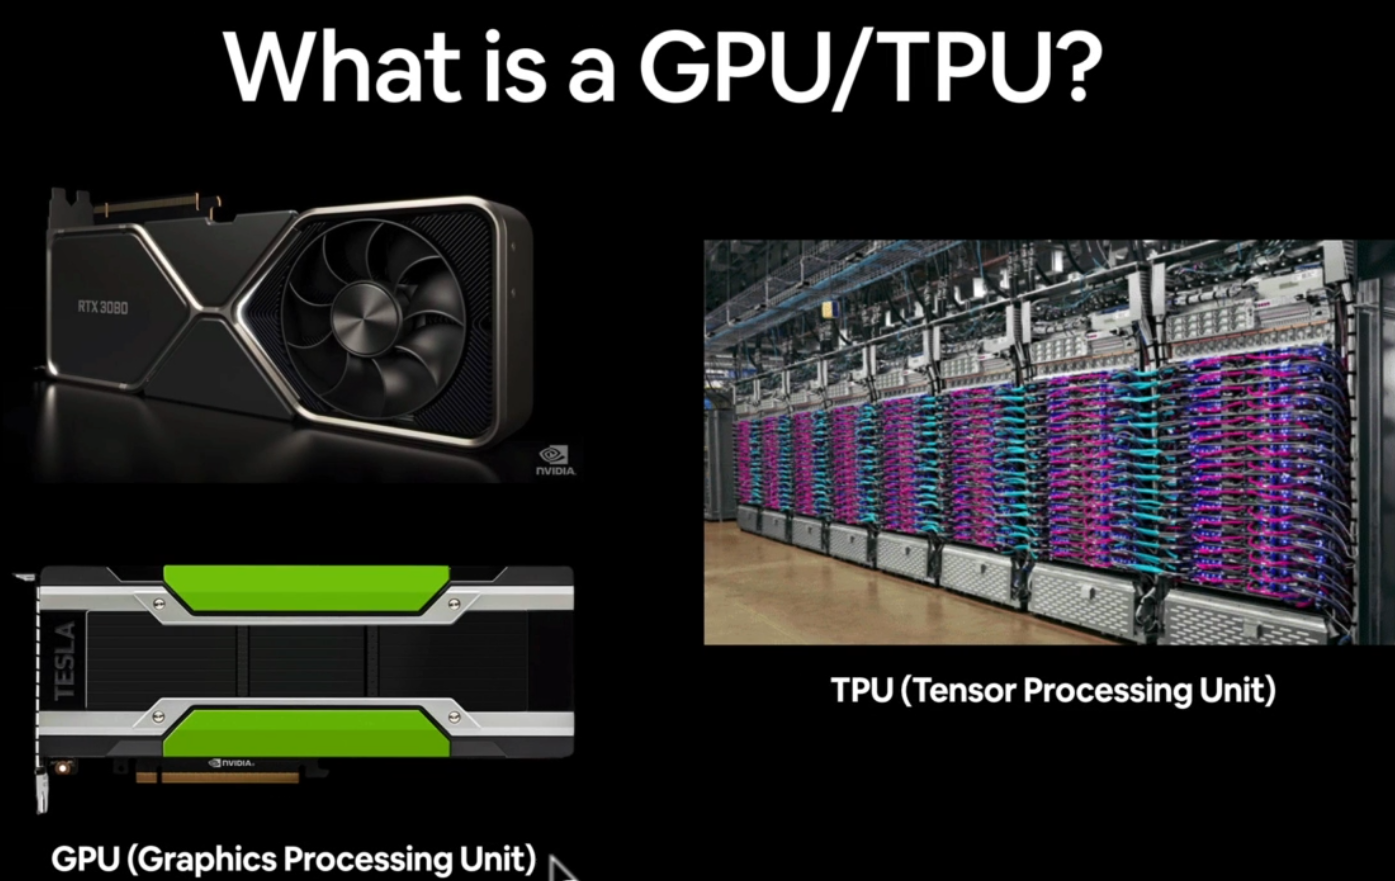 What is a GPU/TPU?
RTX 3080
NVIDIA.
TESLA
NVIDIA.
GPU (Graphics Processing Unit)
TPU (Tensor Processing Unit)